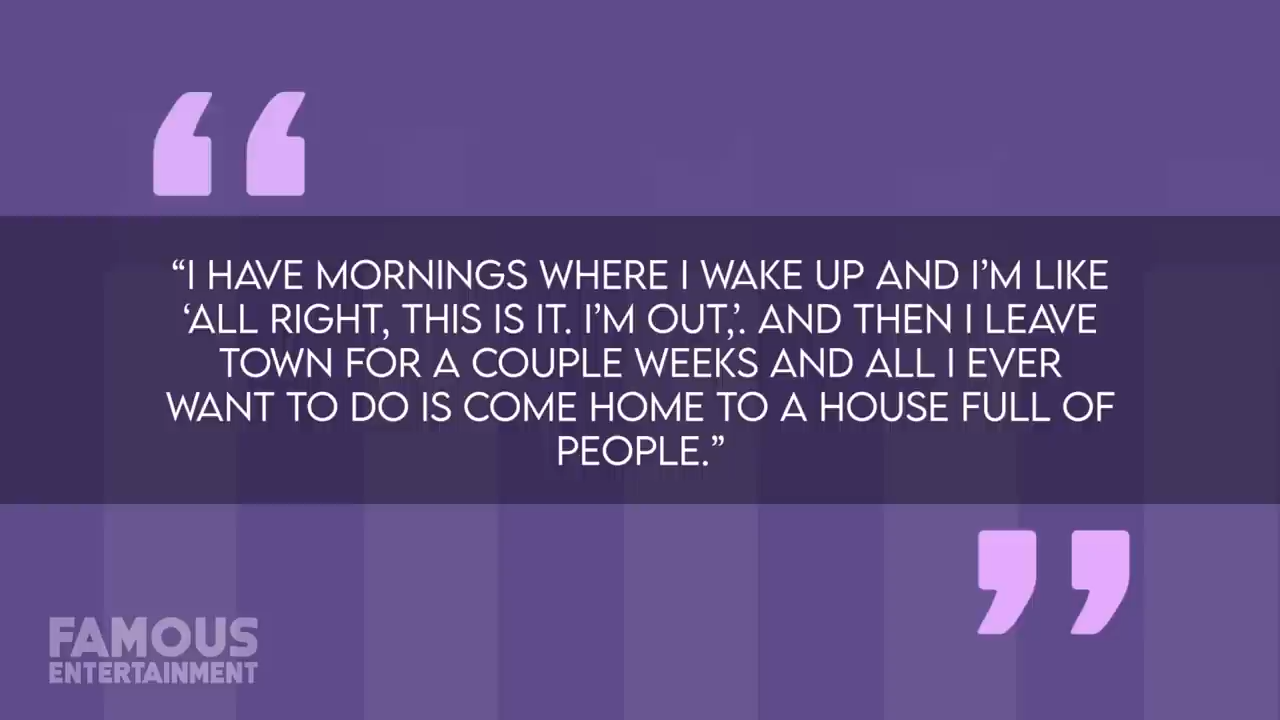 “I HAVE MORNINGS WHERE I WAKE UP AND I’M LIKE
‘ALL RIGHT, THIS IS IT. I’M OUT,’. AND THEN I LEAVE
TOWN FOR A COUPLE WEEKS AND ALL I EVER
WANT TO DO IS COME HOME TO A HOUSE FULL OF
PEOPLE.”
FAMOUS
ENTERTAINMENT